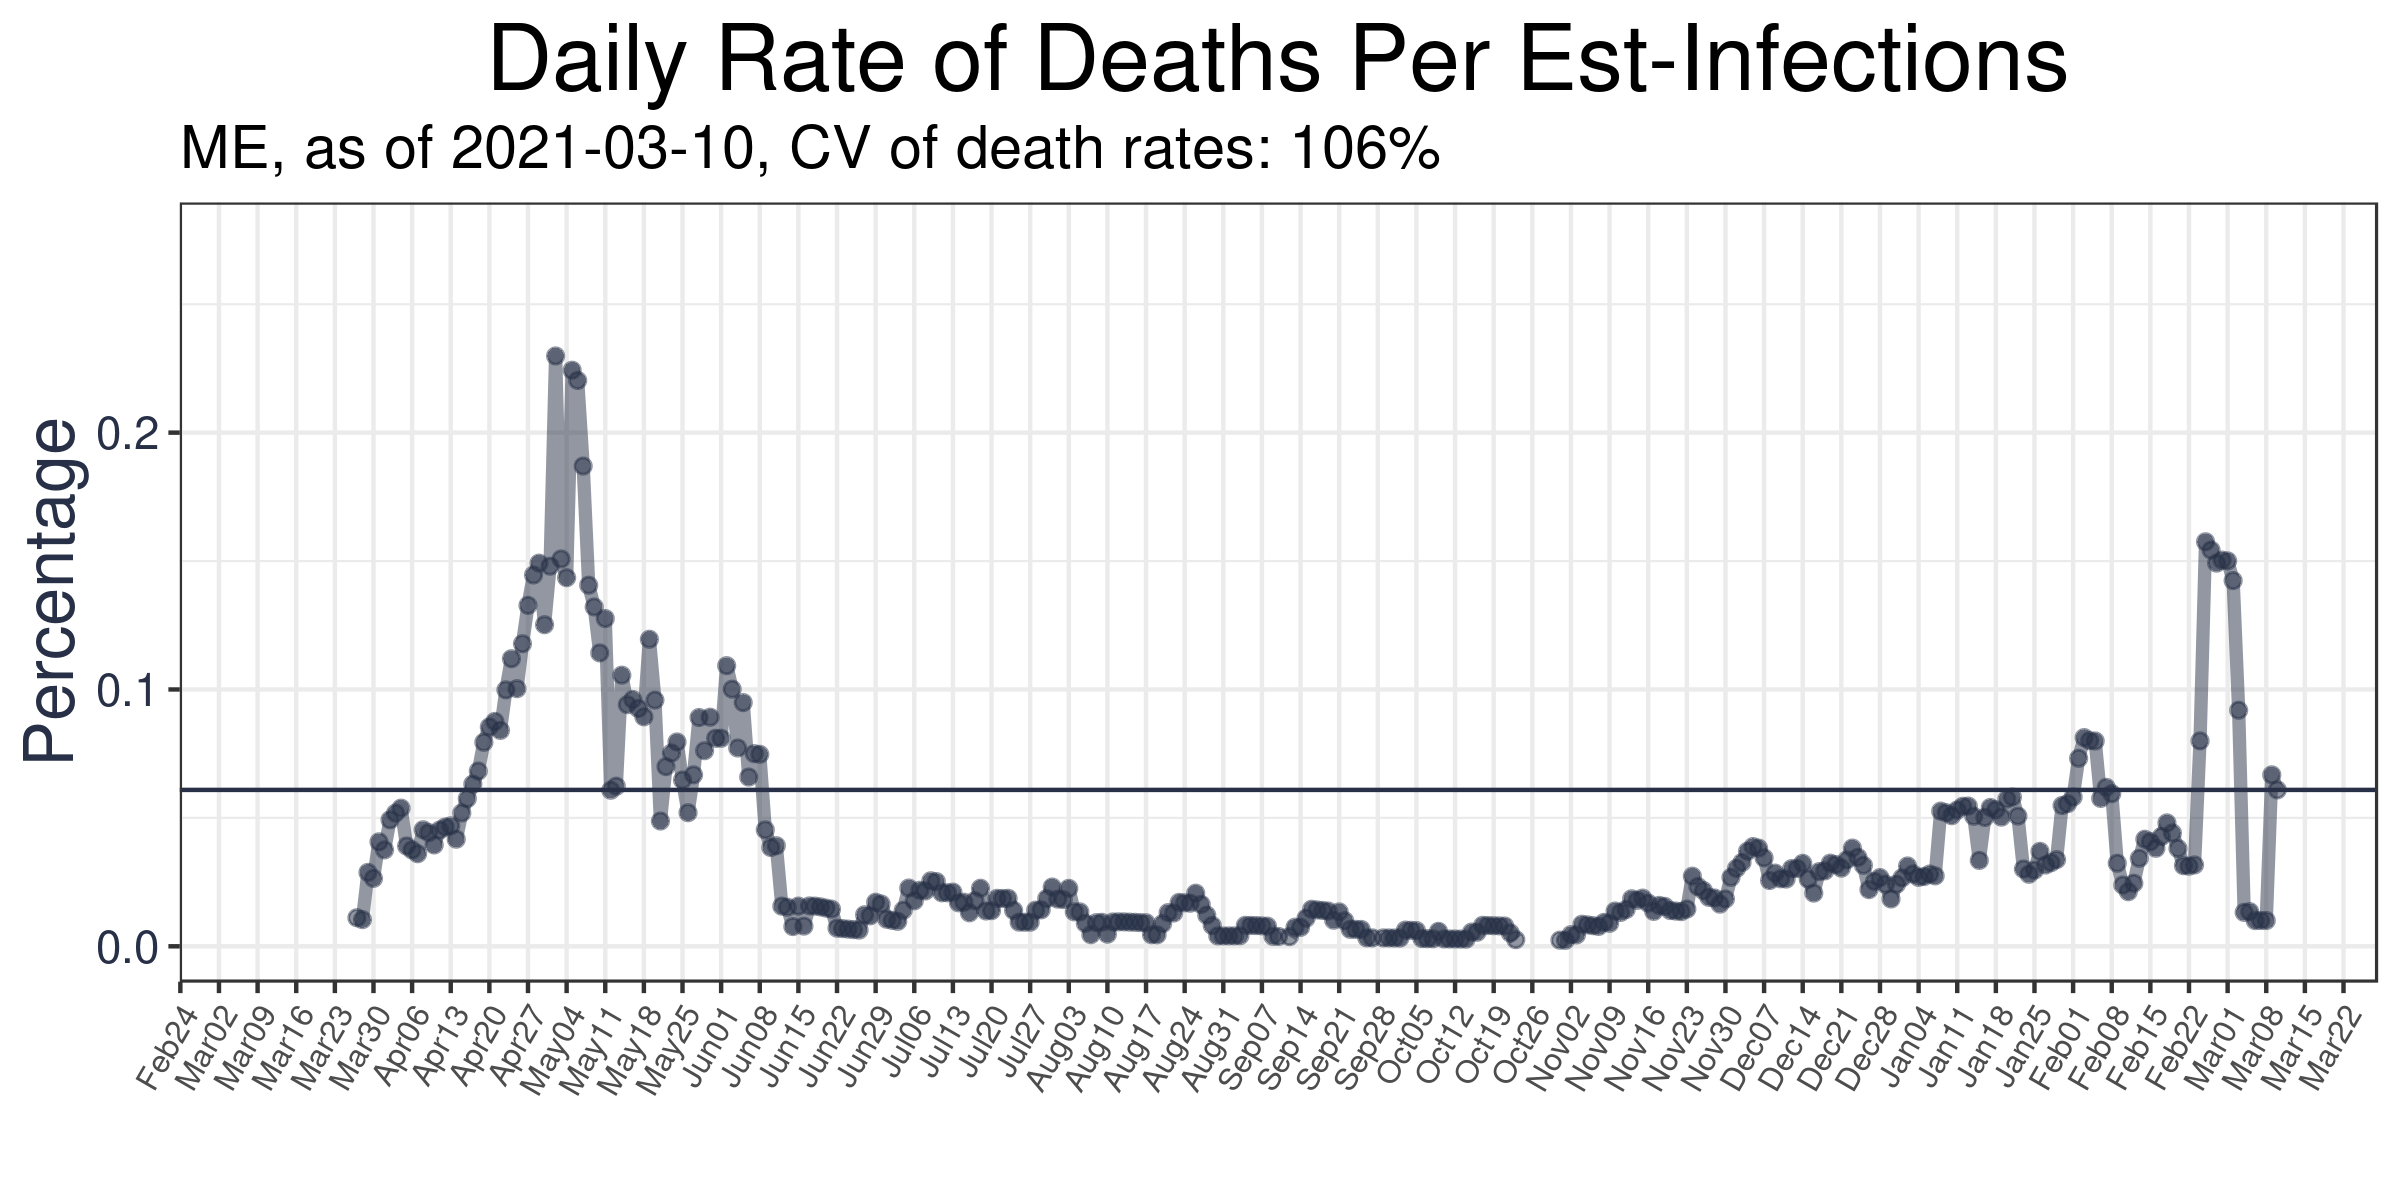 Daily Rate of Deaths Per Est-Infections
ME, as of 2021-03-10, CV of death rates: 106%
Percentage
0.2
0.1
0.0
Feb24 Mar02 Mar09 Mar16 Mar23 Mar30 Apr06 Apr13 Apr20 Apr27 May04 May11 May18 May25 Jun01 Jun08 Jun15 Jun22 Jun29 Jul06 Jul13 Jul20 Jul27 Aug03 Aug10 Aug17 Aug24 Aug31 Sep07 Sep14 Sep21 Sep28 Oct05 Oct12 Oct19 Oct26 Nov02 Nov09 Nov16 Nov23 Nov30 Dec07 Dec14 Dec21 Dec28 Jan04 Jan11 Jan18 Jan25 Feb01 Feb08 Feb15 Feb22 Mar01 Mar08 Mar15 Mar22